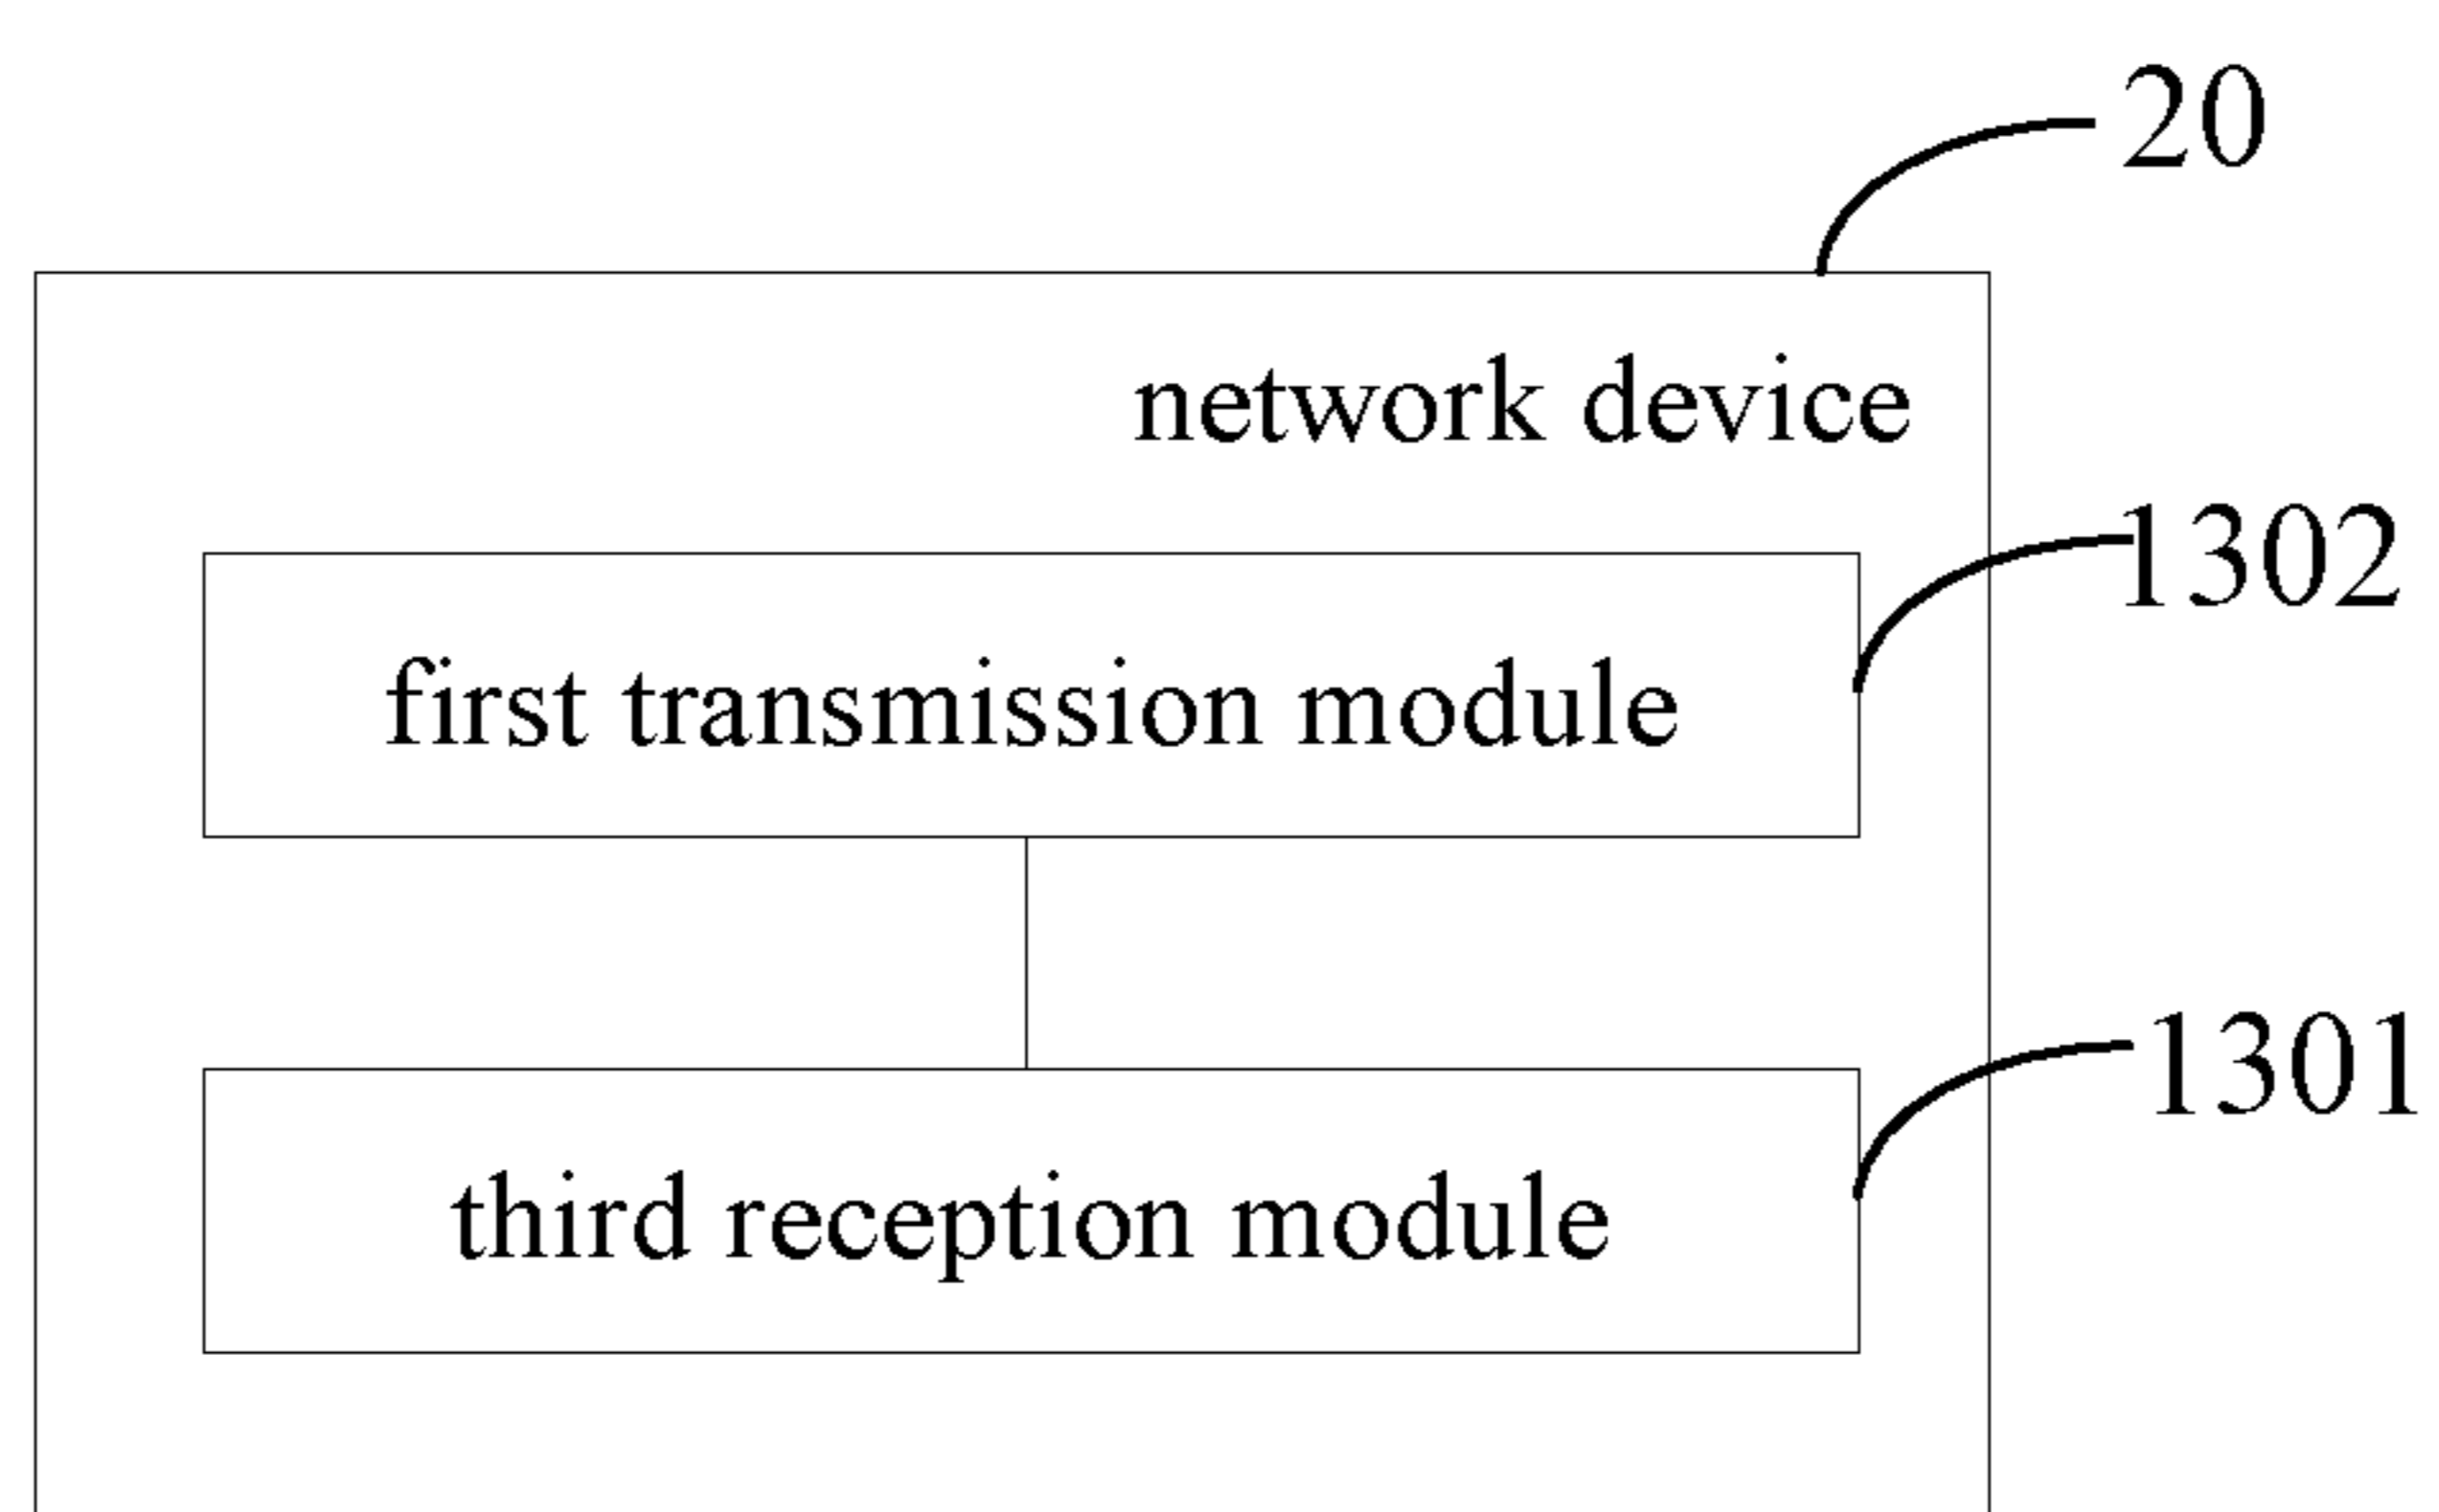 20
network device
1302
first transmission module
1301
third reception module